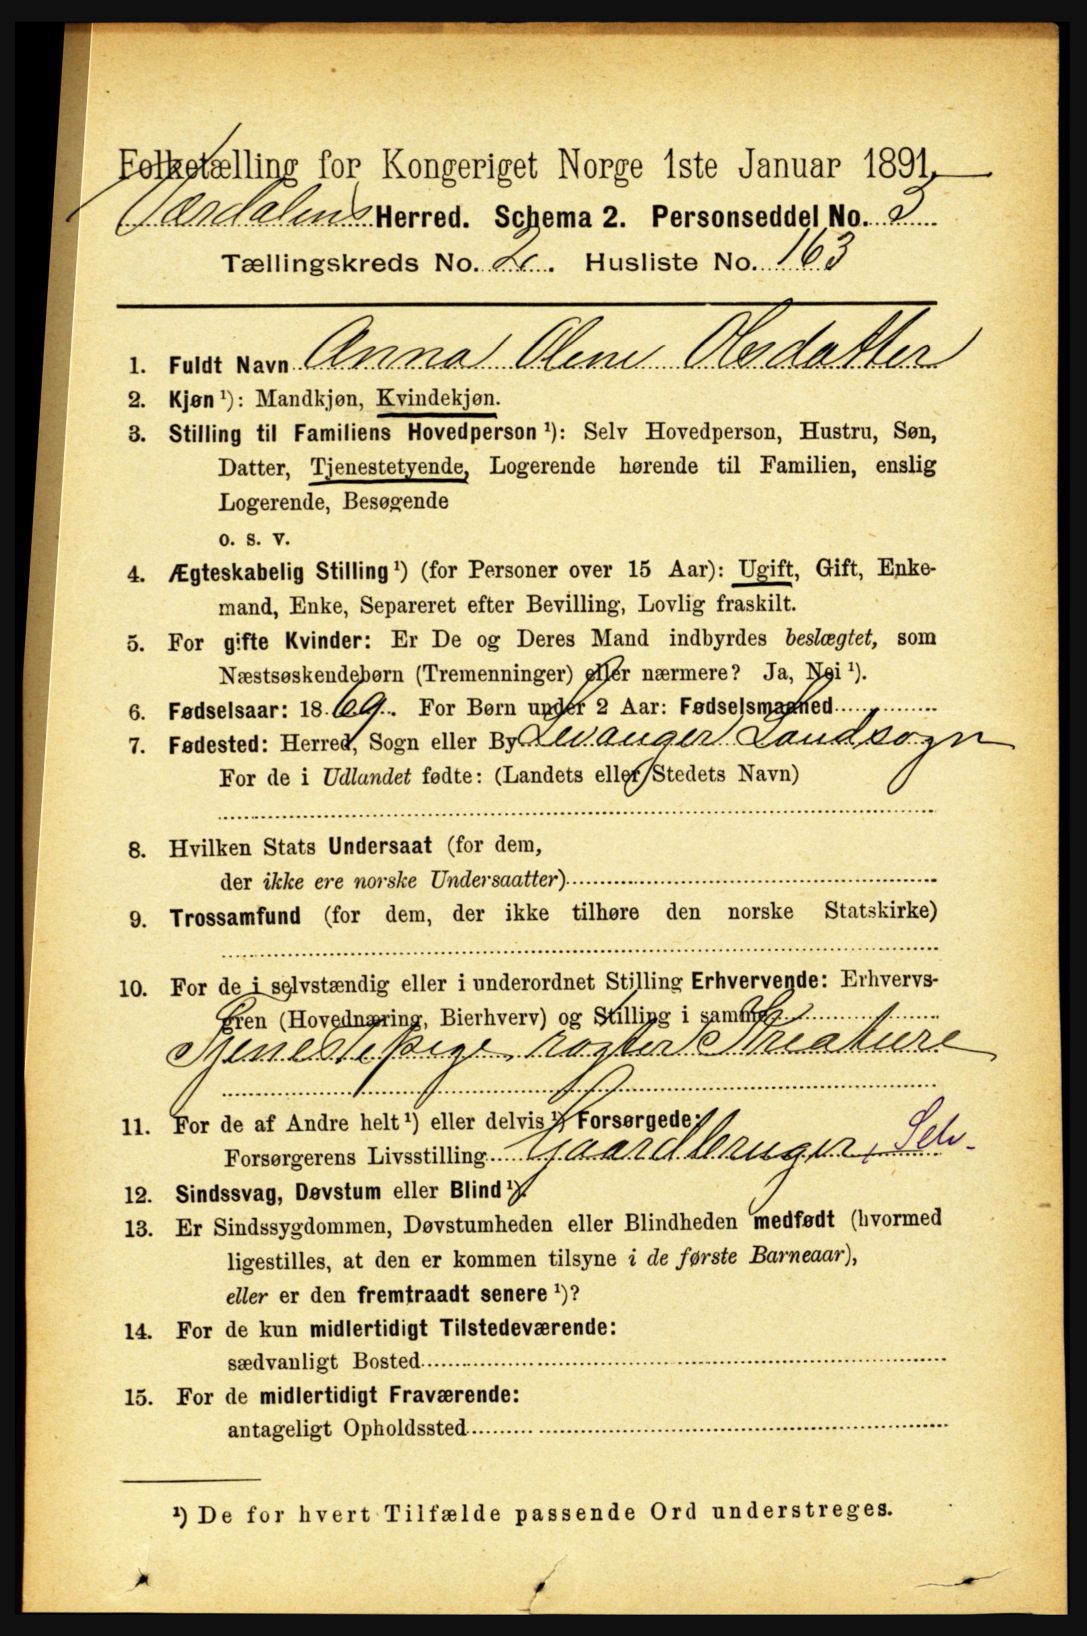 Folketælling for Kongeriget Norge 1ste Januar 1891.
Værdalens Herred. Schema 2. Personseddel No. 3
Tællingskreds No. 2. Husliste No. 163
1. Fuldt Navn Anna Oline Olsdatter
2. Kjøn ¹): Mandkjøn, Kvindekjøn.
3. Stilling til Familiens Hovedperson ¹): Selv Hovedperson, Hustru, Søn,
Datter, Tjenestetyende, Logerende hørende til Familien, enslig
Logerende, Besøgende
o. s. v.
4. Ægteskabelig Stilling ¹) (for Personer over 15 Aar): Ugift, Gift, Enke-
mand, Enke, Separeret efter Bevilling, Lovlig fraskilt.
5. For gifte Kvinder: Er De og Deres Mand indbyrdes beslægtet, som
Næstsøskendebørn (Tremenninger) eller nærmere? Ja, Nei ¹).
6. Fødselsaar: 1869. For Børn under 2 Aar: Fødselsmaaned
7. Fødested: Herred, Sogn eller By Levanger Landsogn
For de i Udlandet fødte: (Landets eller Stedets Navn)
8. Hvilken Stats Undersaat (for dem,
der ikke ere norske Undersaatter)
9. Trossamfund (for dem, der ikke tilhøre den norske Statskirke)
10. For de i selvstændig eller i underordnet Stilling Erhvervende: Erhvervs-
gren (Hovednæring, Bierhverv) og Stilling i samme
Tjenestepige, røgter Kreature
11. For de af Andre helt ¹) eller delvis ¹) Forsørgede:
Forsørgerens Livsstilling Gaardbruger, Selv.
12. Sindssvag, Døvstum eller Blind ¹).
13. Er Sindssygdommen, Døvstumheden eller Blindheden medfødt (hvormed
ligestilles, at den er kommen tilsyne i de første Barneaar),
eller er den fremtraadt senere ¹)?
14. For de kun midlertidigt Tilstedeværende:
sædvanligt Bosted
15. For de midlertidigt Fraværende:
antageligt Opholdssted
¹) De for hvert Tilfælde passende Ord understreges.